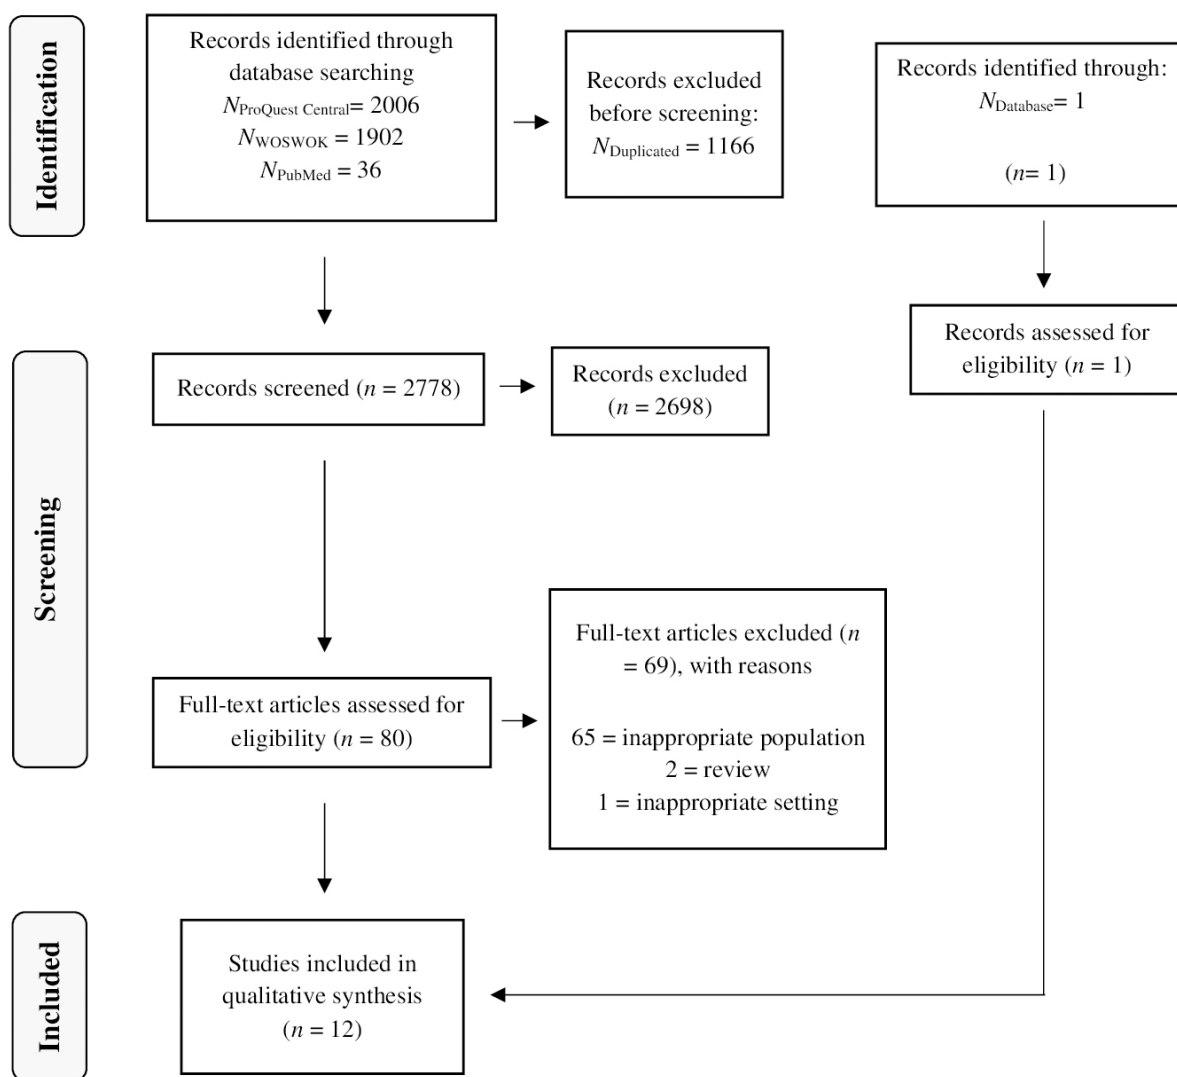 Identification
Records identified through
database searching
NProQuest Central= 2006
NWOSWOK = 1902
NPubMed = 36
Records excluded
before screening:
NDuplicated = 1166
Records identified through:
NDatabase= 1
(n= 1)
Records assessed for
eligibility (n = 1)
Screening
Records screened (n = 2778)
Records excluded
(n = 2698)
Full-text articles assessed for
eligibility (n = 80)
Full-text articles excluded (n
= 69), with reasons
65 = inappropriate population
2 = review
1 = inappropriate setting
Included
Studies included in
qualitative synthesis
(n = 12)